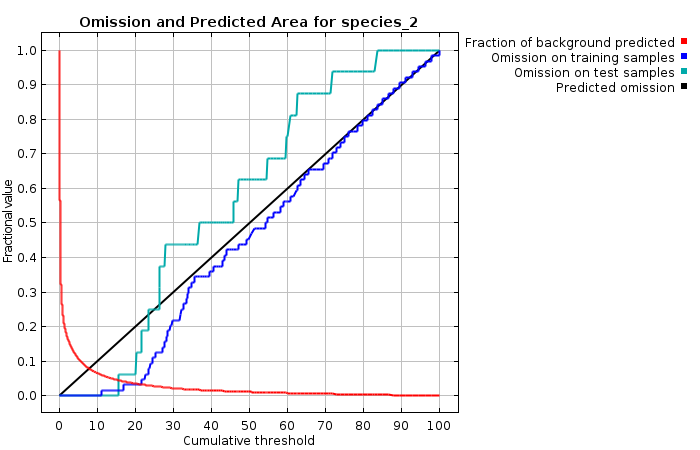 Omission and Predicted Area for species_2
Fraction of background predicted
Omission on training samples
Omission on test samples
Predicted omission
Fractional value
1.0
0.9
0.8
0.7
0.6
0.5
0.4
0.3
0.2
0.1
0.0
0 10 20 30 40 50 60 70 80 90 100
Cumulative threshold